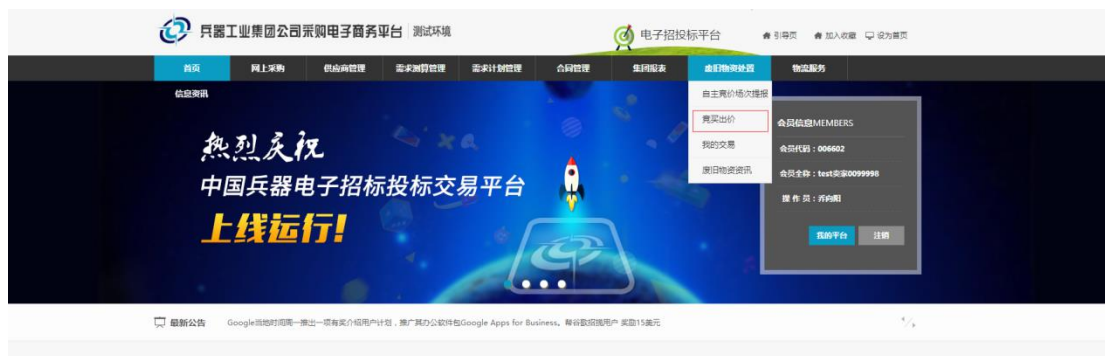 兵器工业集团公司采购电子商务平台 测试环境
电子招投标平台
引导页 加入收藏 设为首页
首页 网上采购 供应商管理 需求测算管理 需求计划管理 合同管理 集团报表 虚旧物资处置 物流服务
信息资讯
自主竞价场次提报
竞买出价
我的交易
废旧物资资讯
热烈庆祝
中国兵器电子招标投标交易平台
上线运行!
会员信息MEMBERS
会员代码:006602
会员全称:test卖家0099998
操 作 员:乔向阳
我的平台 注销
最新公告 Google当地时间周一推出一项有奖介绍用户计划,推广其办公软件包Google Apps for Business。帮谷歌招揽用户 奖励15美元